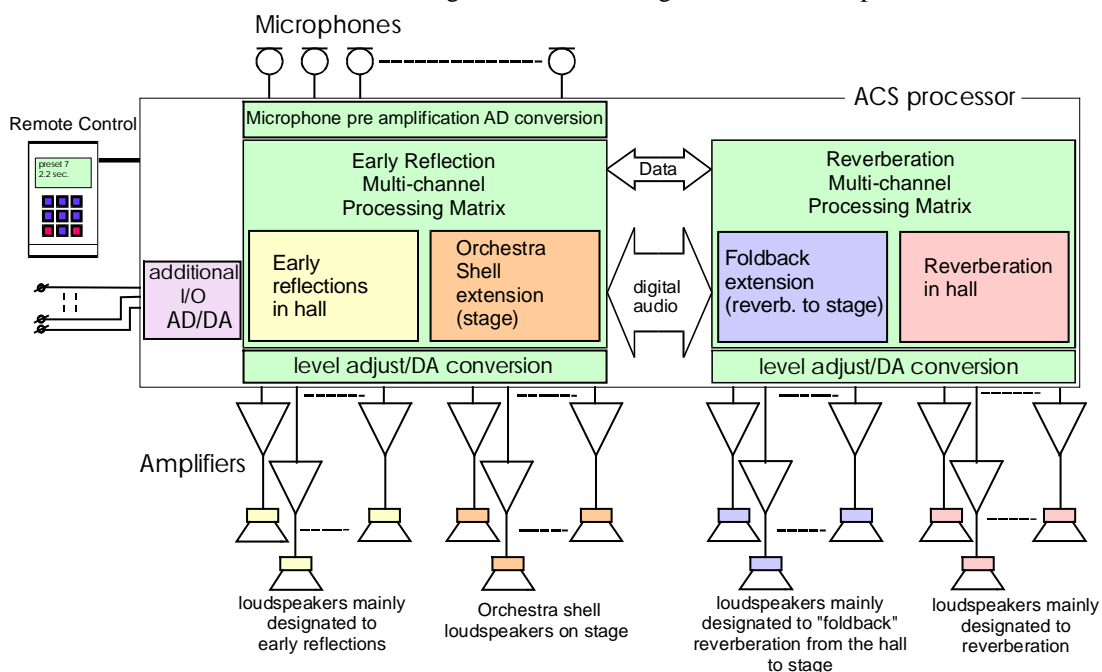 Microphones
ACS processor
Remote Control
preset 7
2.2 sec.
Microphone pre amplification AD conversion
Early Reflection
Multi-channel
Processing Matrix
Data
Reverberation
Multi-channel
Processing Matrix
additional
I/O
AD/DA
Early
reflections
in hall
Orchestra
Shell
extension
(stage)
digital
audio
Foldback
extension
(reverb. to stage)
Reverberation
in hall
level adjust/DA conversion
level adjust/DA conversion
Amplifiers
loudspeakers mainly
designated to
early reflections
Orchestra shell
loudspeakers on stage
loudspeakers mainly
designated to "foldback"
reverberation from the hall
to stage
loudspeakers mainly
designated to
reverberation